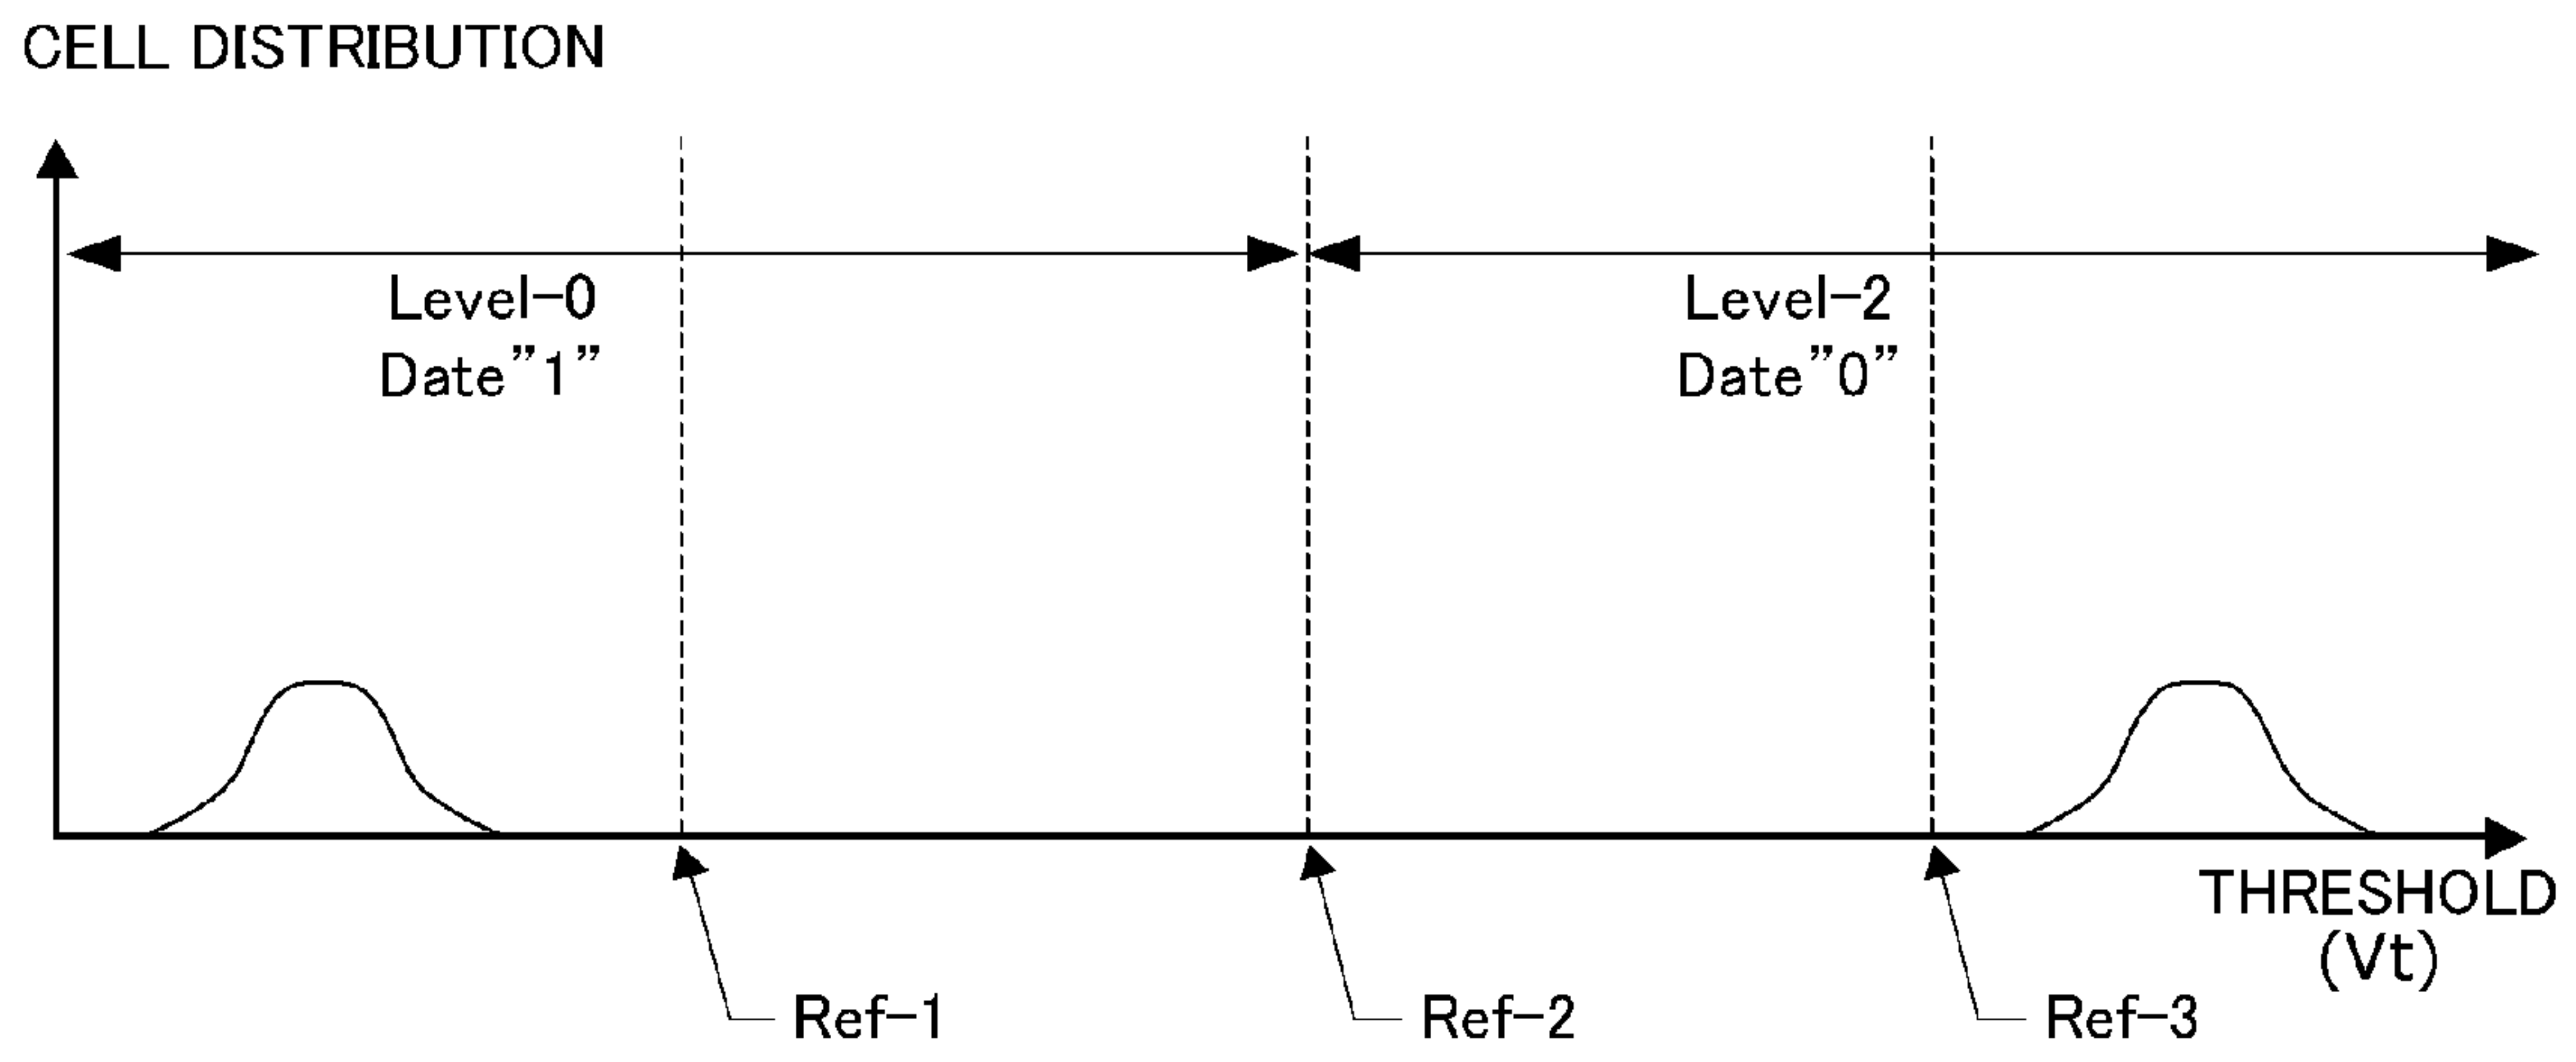 CELL DISTRIBUTION
Level-0
Date"1"
Level-2
Date"0"
THRESHOLD
(Vt)
Ref-1
Ref-2
Ref-3